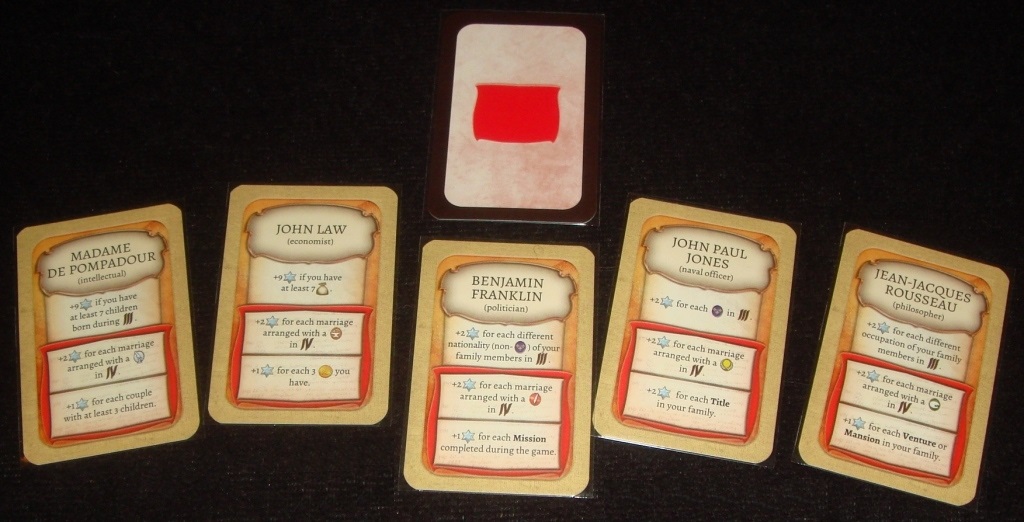 MADAME
DE POMPADOUR
(intellectual)
+9 if you have
at least 7 children
born during III.
+2 for each marriage
arranged with a
in IV.
+1 for each couple
with at least 3 children.
JOHN LAW
(economist)
+9 if you have
at least 7 .
+2 for each marriage
arranged with a
in IV.
+1 for each 3 you
have.
BENJAMIN
FRANKLIN
(politician)
+2 for each different
nationality (non- ) of your
family members in III
+2 for each marriage
arranged with a
in IV
+1 for each Mission
completed during the game.
JOHN PAUL
JONES
(naval officer)
+2 for each in III.
+2 for each marriage
arranged with a
in IV.
+2 for each Title
in your family.
JEAN-JACQUES
ROUSSEAU
(philosopher)
+2 for each different
occupation of your family
members in III.
+2 for each marriage
arranged with a
in IV.
+1 for each Venture or
Mansion in your family.